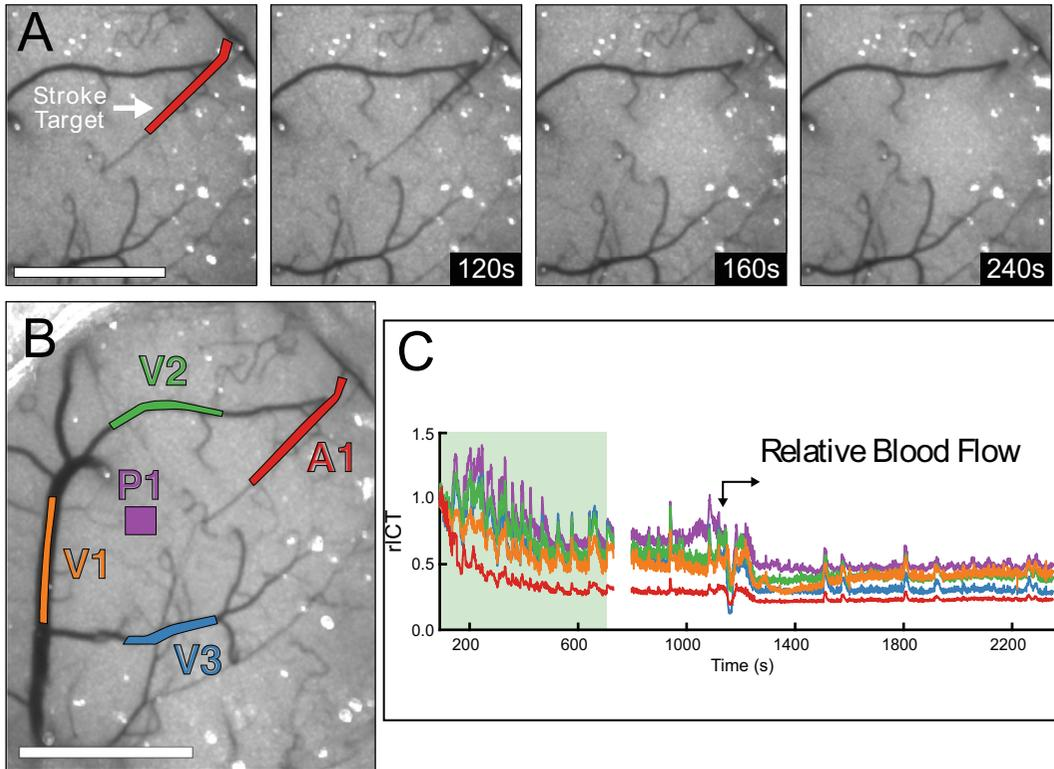 A
Stroke
Target
120s
160s
240s
B
V2
A1
P1
V1
V3
C
Relative Blood Flow
rICT
1.5
1.0
0.5
0.0
200
600
1000
1400
1800
2200
Time (s)